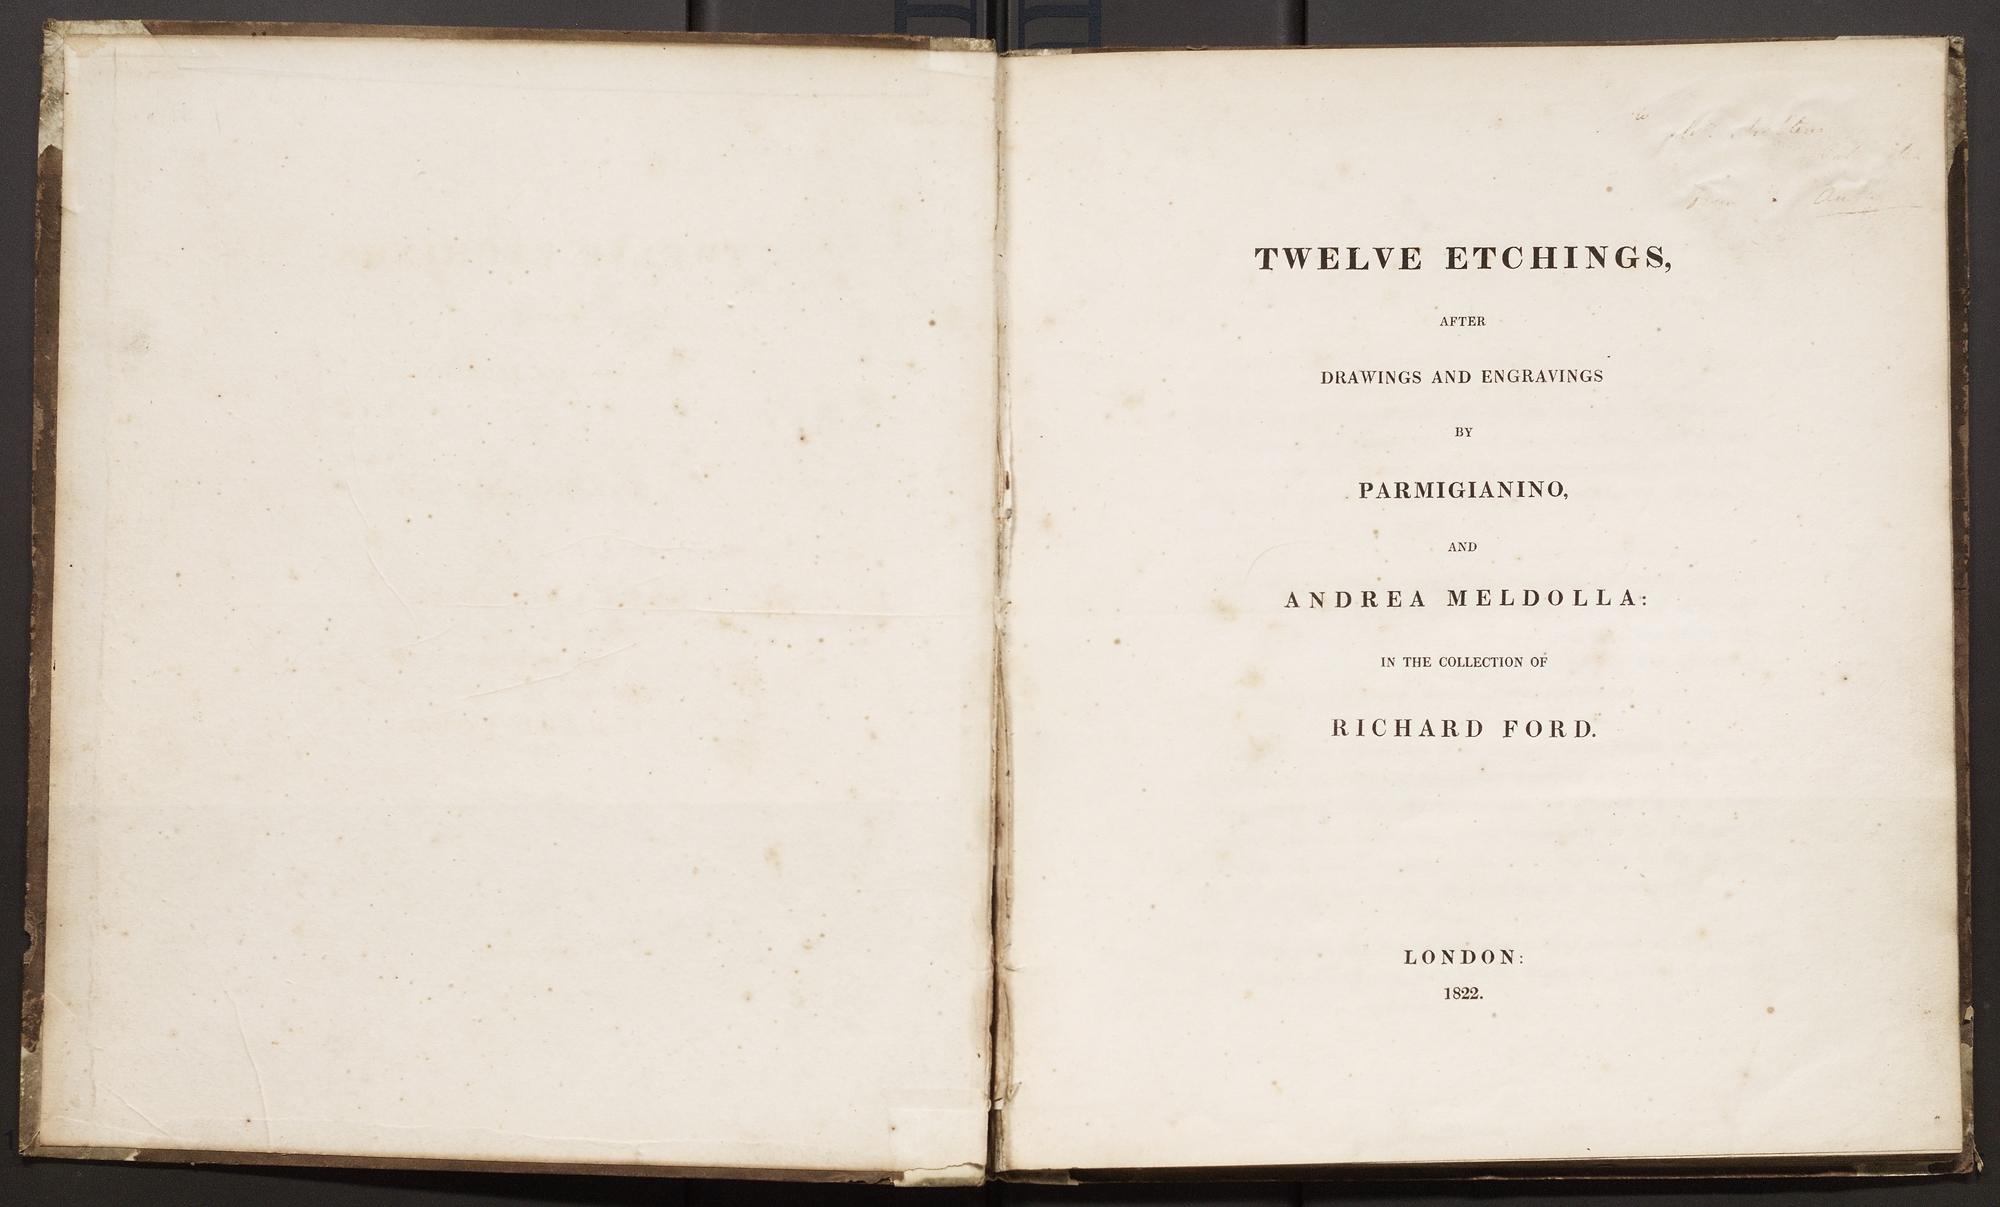 TWELVE ETCHINGS,
AFTER
DRAWINGS AND ENGRAVINGS
BY
PARMIGIANINO,
AND
ANDREA MELDOLLA:
IN THE COLLECTION OF
RICHARD FORD.
LONDON:
1822.